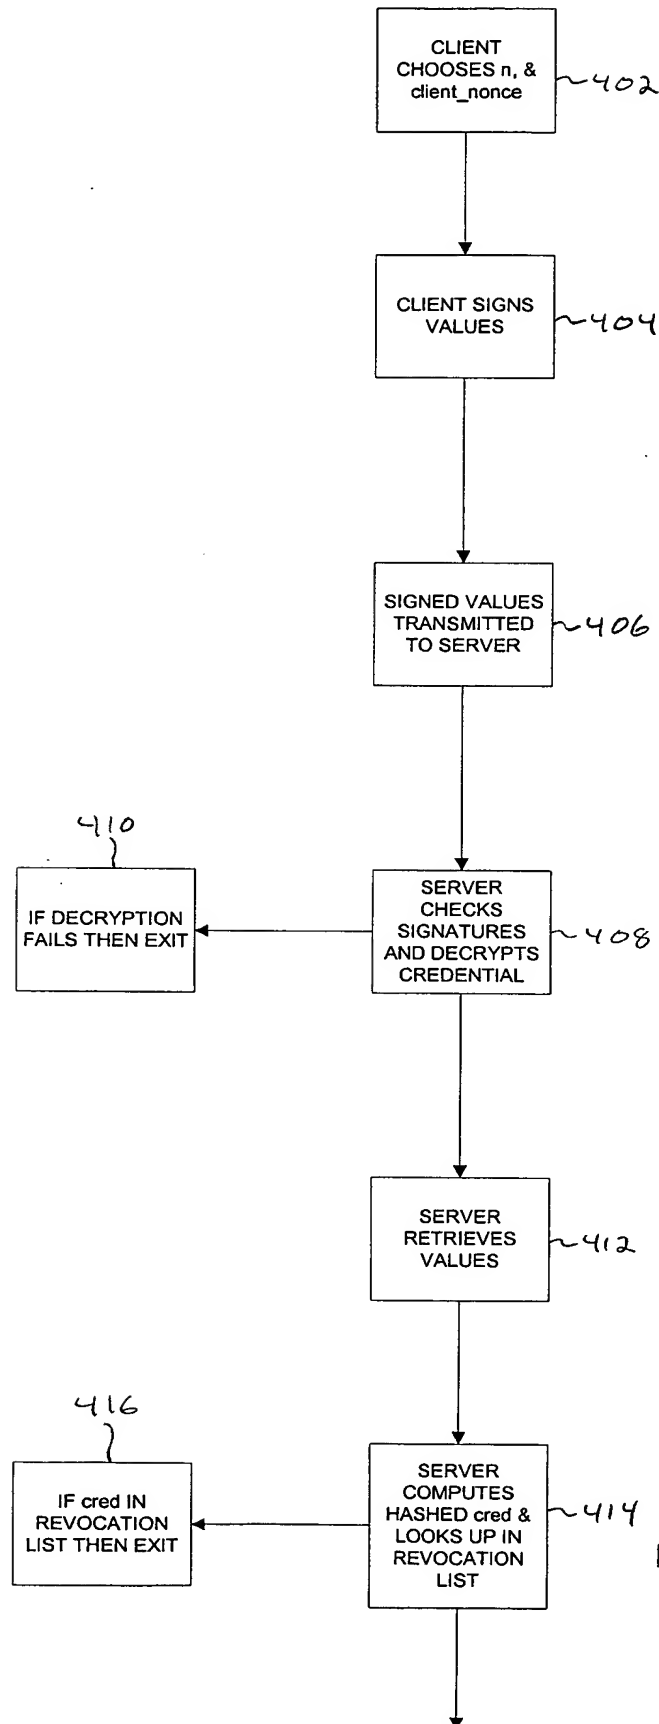 CLIENT
CHOOSES n, &
client_nonce
402
CLIENT SIGNS
VALUES
404
SIGNED VALUES
TRANSMITTED
TO SERVER
406
410
IF DECRYPTION
FAILS THEN EXIT
SERVER
CHECKS
SIGNATURES
AND DECRYPTS
CREDENTIAL
408
SERVER
RETRIEVES
VALUES
412
416
IF cred IN
REVOCATION
LIST THEN EXIT
SERVER
COMPUTES
HASHED cred &
LOOKS UP IN
REVOCATION
LIST
414